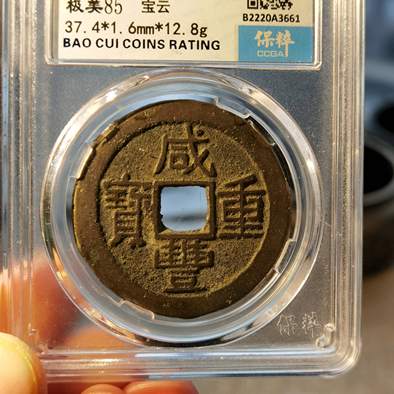 极美85 宝云
37.4*1.6mm*12.8g
BAO CUI COINS RATING
B2220A3661
保粹
CCGA
咸豐重寶
保粹